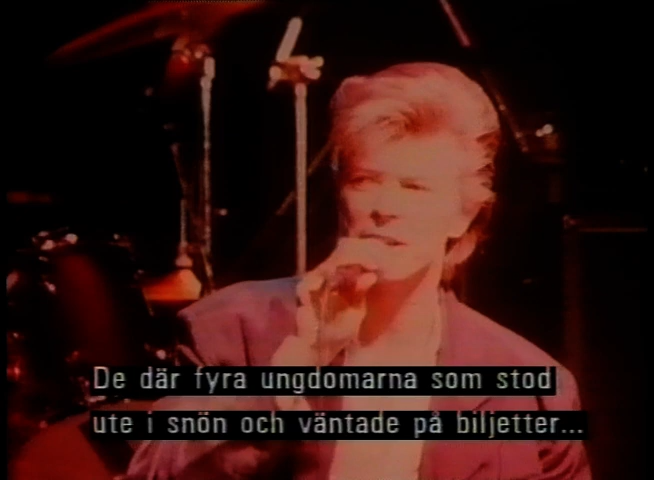 De där fyra ungdomarna som stod
ute i snön och väntade på biljetter...